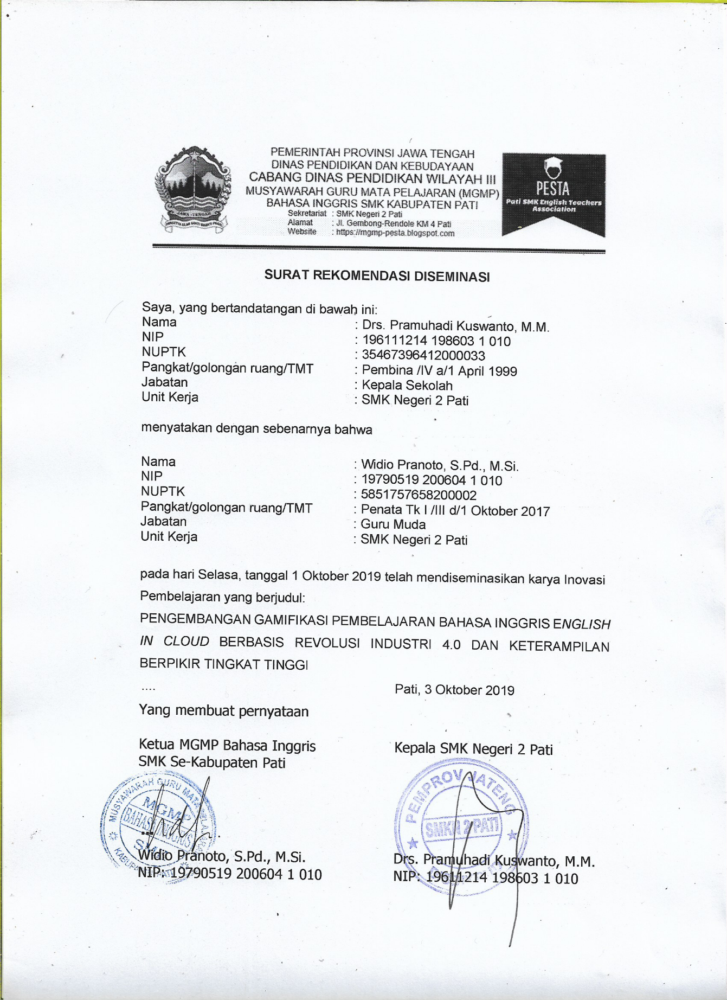 PEMERINTAH PROVINSI JAWA TENGAH
DINAS PENDIDIKAN DAN KEBUDAYAAN
CABANG DINAS PENDIDIKAN WILAYAH III
MUSYAWARAH GURU MATA PELAJARAN (MGMP)
BAHASA INGGRIS SMK KABUPATEN PATI
Sekretariat : SMK Negeri 2 Pati
Alamat : Jl. Gembong-Rendole KM 4 Pati
Website : https://mgmp-pesta.blogspot.com
JAWA - TENGAH
PESTA
Pati SMK English Teachers
Association
SURAT REKOMENDASI DISEMINASI
Saya, yang bertandatangan di bawah ini:
Nama : Drs. Pramuhadi Kuswanto, M.M.
NIP : 196111214 198603 1 010
NUPTK : 35467396412000033
Pangkat/golongan ruang/TMT : Pembina /IV a/1 April 1999
Jabatan : Kepala Sekolah
Unit Kerja : SMK Negeri 2 Pati
menyatakan dengan sebenarnya bahwa
Nama : Widio Pranoto, S.Pd., M.Si.
NIP : 19790519 200604 1 010
NUPTK : 5851757658200002
Pangkat/golongan ruang/TMT : Penata Tk I /III d/1 Oktober 2017
Jabatan : Guru Muda
Unit Kerja : SMK Negeri 2 Pati
pada hari Selasa, tanggal 1 Oktober 2019 telah mendiseminasikan karya Inovasi
Pembelajaran yang berjudul:
PENGEMBANGAN GAMIFIKASI PEMBELAJARAN BAHASA INGGRIS ENGLISH
IN CLOUD BERBASIS REVOLUSI INDUSTRI 4.0 DAN KETERAMPILAN
BERPIKIR TINGKAT TINGGI
....
Pati, 3 Oktober 2019
Yang membuat pernyataan
Ketua MGMP Bahasa Inggris
SMK Se-Kabupaten Pati
Kepala SMK Negeri 2 Pati
MUSYAWARAH GURU MATA PELAJARAN
MGMP
BAHASA INGGRIS
SMK
KABUPATEN PATI
PEMPROV JATENG
SMKN 2 PATI
Widio Pranoto, S.Pd., M.Si.
NIP: 19790519 200604 1 010
Drs. Pramuhadi Kuswanto, M.M.
NIP: 19611214 198603 1 010